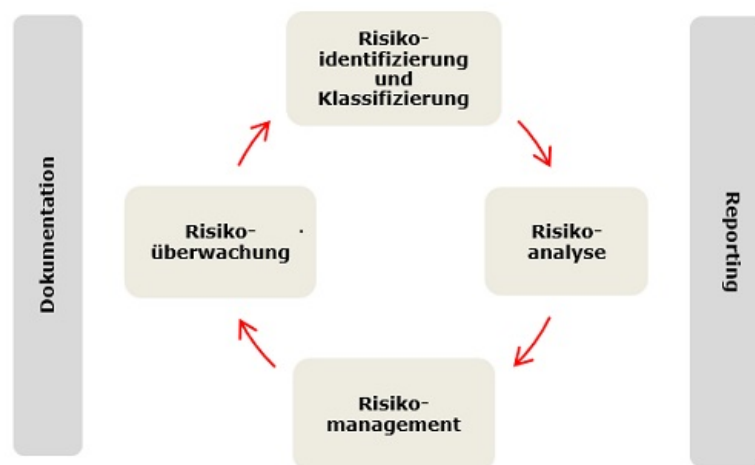 Risiko-
identifizierung
und
Klassifizierung
Dokumentation
Risiko-
überwachung
Risiko-
analyse
Reporting
Risiko-
management